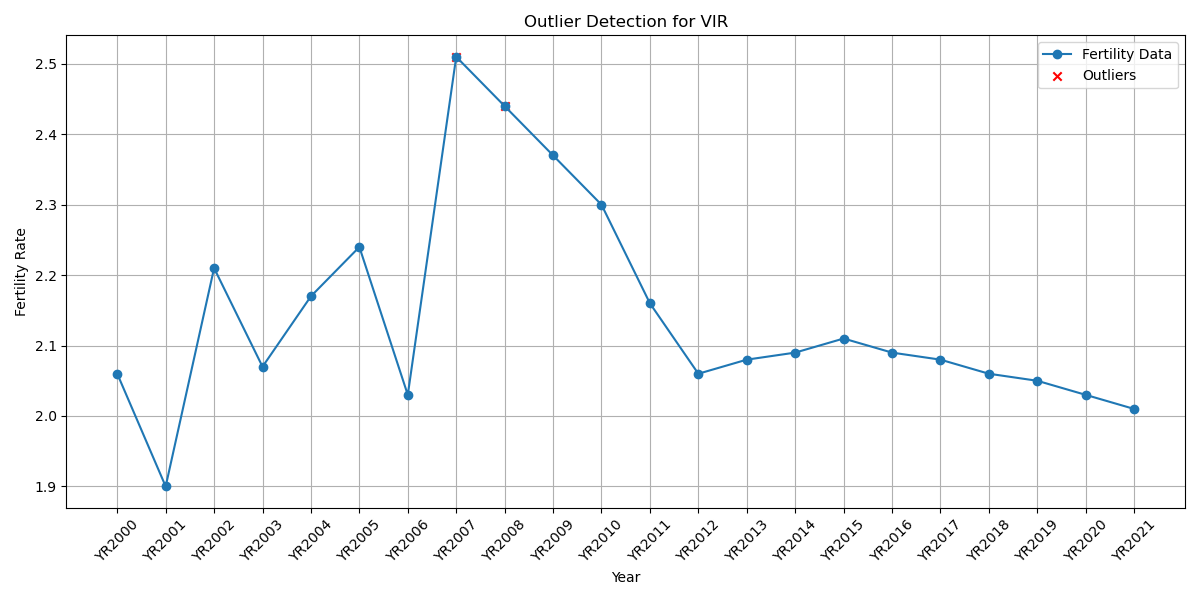 Outlier Detection for VIR
Fertility Data
Outliers
Fertility Rate
2.5
2.4
2.3
2.2
2.1
2.0
1.9
YR2000
YR2001
YR2002
YR2003
YR2004
YR2005
YR2006
YR2007
YR2008
YR2009
YR2010
YR2011
YR2012
YR2013
YR2014
YR2015
YR2016
YR2017
YR2018
YR2019
YR2020
YR2021
Year